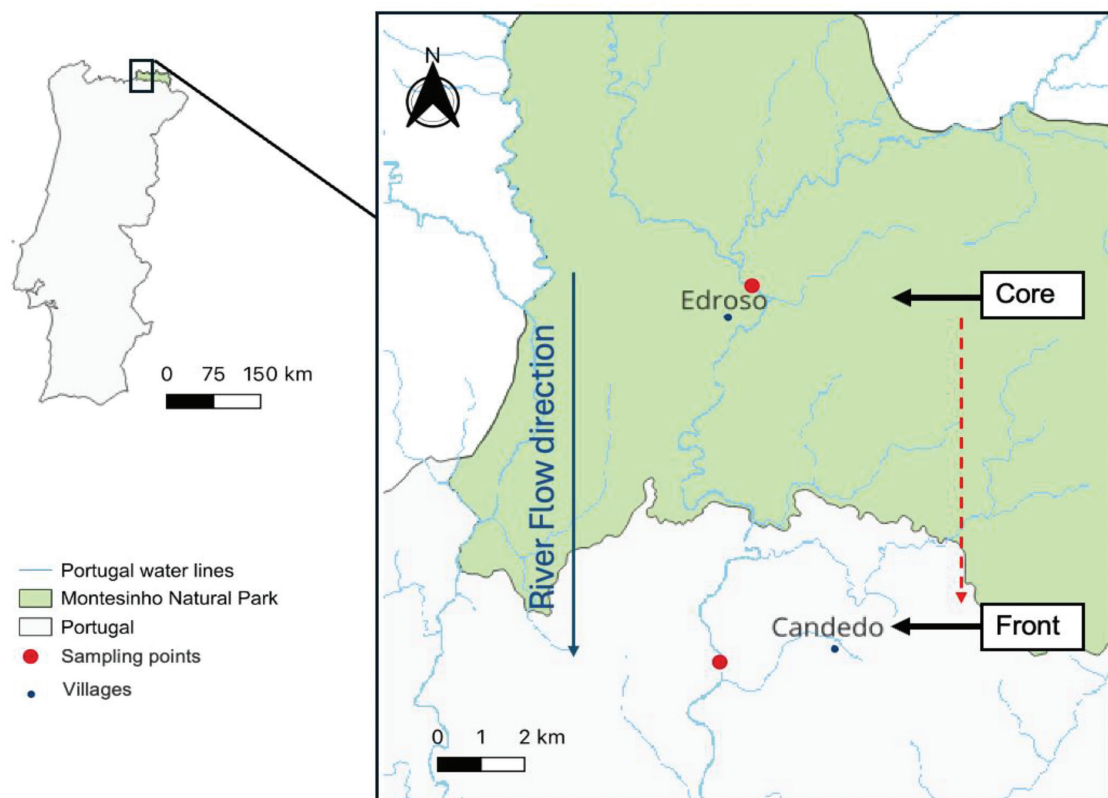 0 75 150 km
Portugal water lines
Montesinho Natural Park
Portugal
Sampling points
Villages
N
Edroso
Core
River Flow direction
Candedo
Front
0 1 2 km